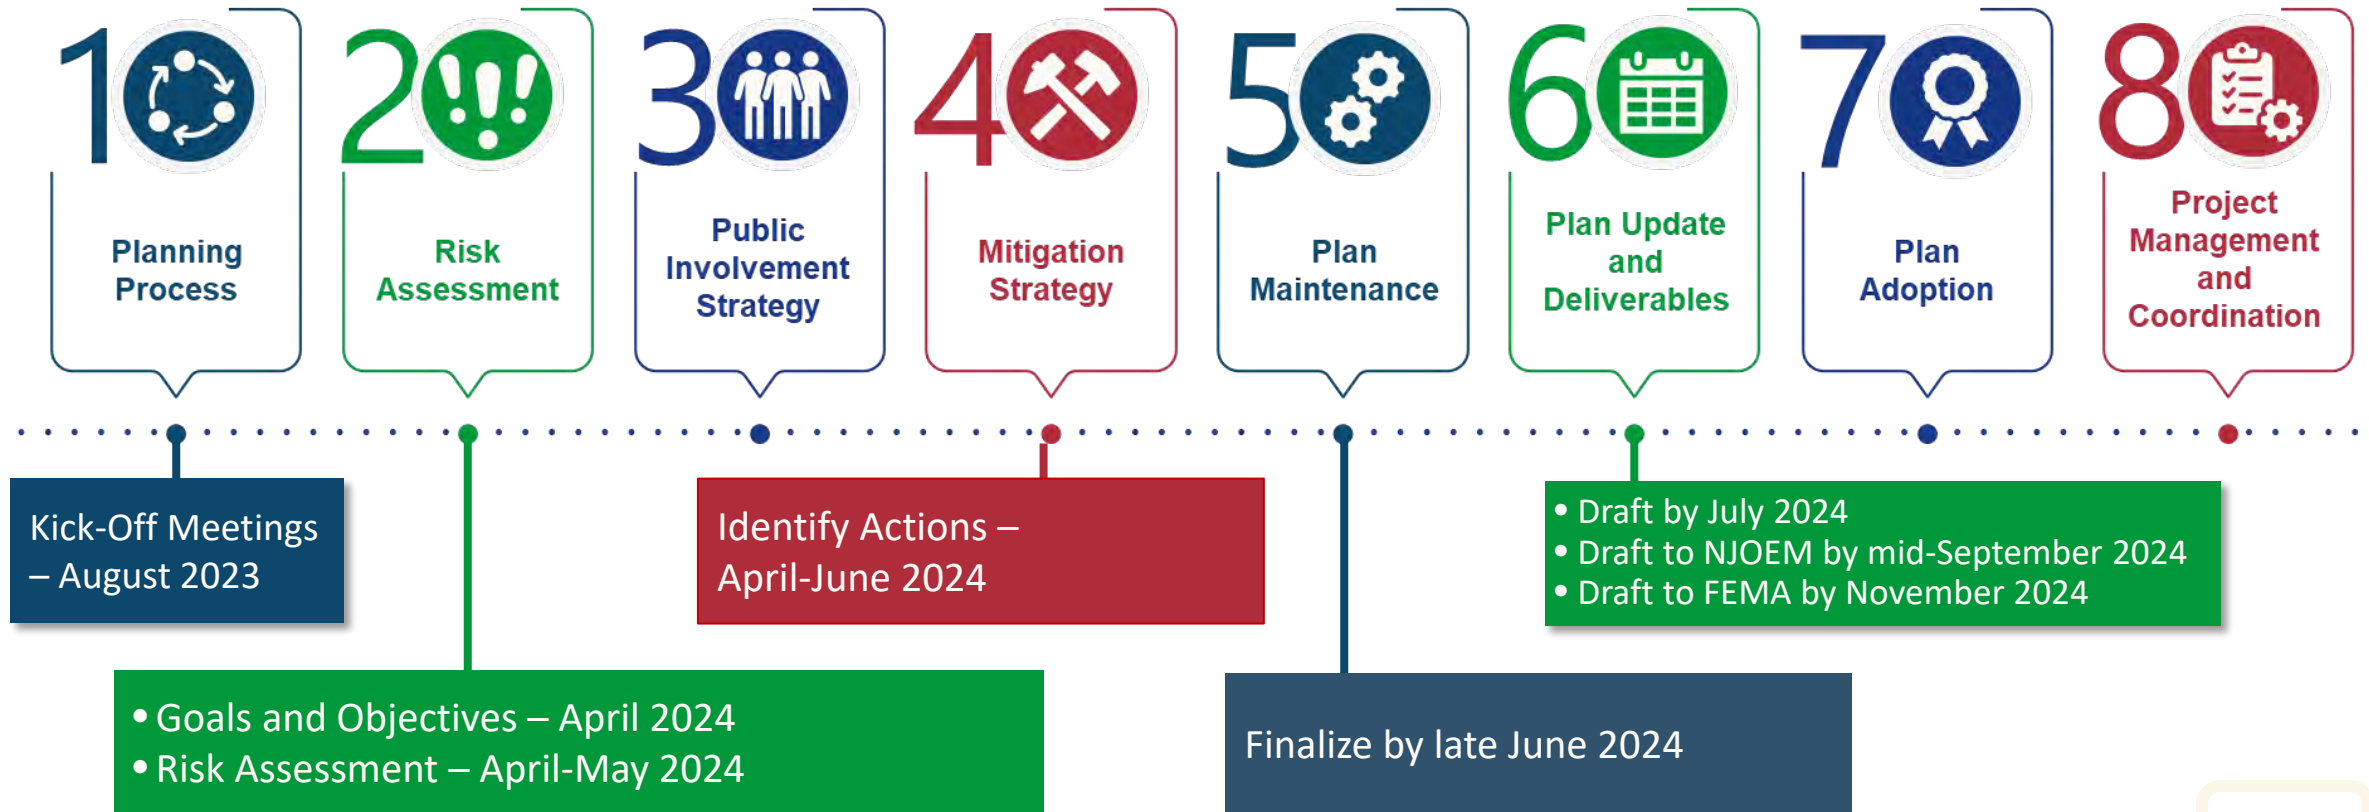 1
Planning
Process
2
Risk
Assessment
3
Public
Involvement
Strategy
4
Mitigation
Strategy
5
Plan
Maintenance
6
Plan Update
and
Deliverables
7
Plan
Adoption
8
Project
Management
and
Coordination
Kick-Off Meetings
– August 2023
Identify Actions –
April-June 2024
• Draft by July 2024
• Draft to NJOEM by mid-September 2024
• Draft to FEMA by November 2024
• Goals and Objectives – April 2024
• Risk Assessment – April-May 2024
Finalize by late June 2024